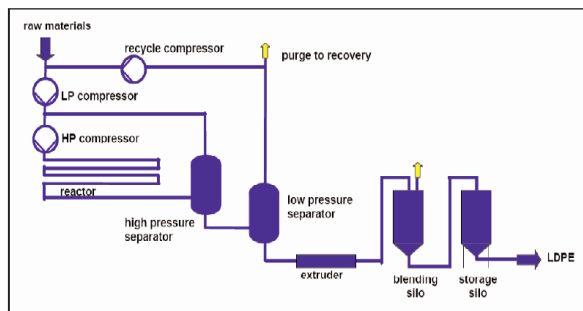 raw materials
recycle compressor
purge to recovery
LP compressor
HP compressor
reactor
high pressure
separator
low pressure
separator
extruder
blending
silo
storage
silo
LDPE